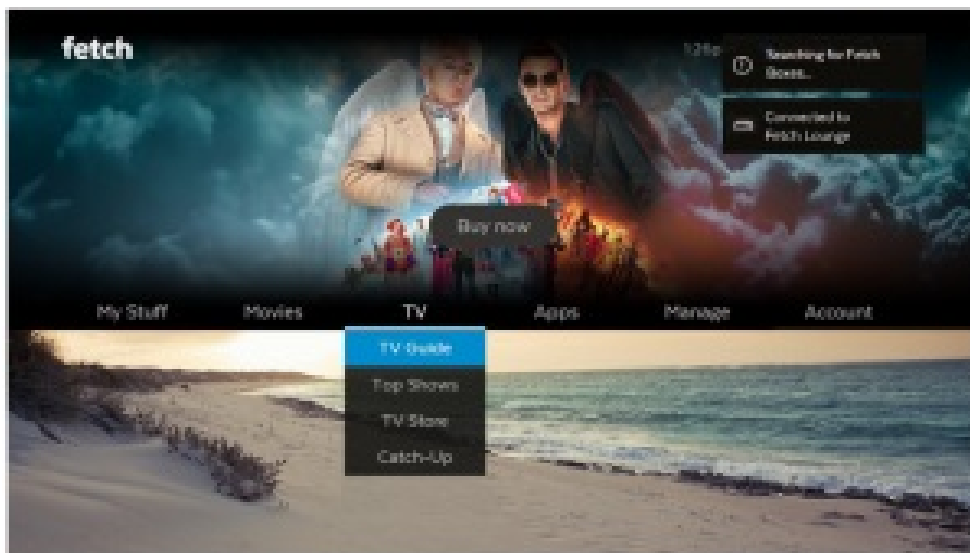 fetch
Searching for Fetch
Boxes...
Connected to
Fetch Lounge
Buy now
My Stuff
Movies
TV
Apps
Manage
Account
TV Guide
Top Shows
TV Store
Catch-Up